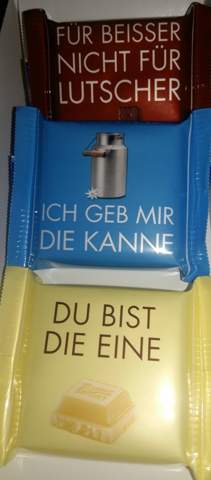 FÜR BEISSER
NICHT FÜR
LUTSCHER
ICH GEB MIR
DIE KANNE
DU BIST
DIE EINE